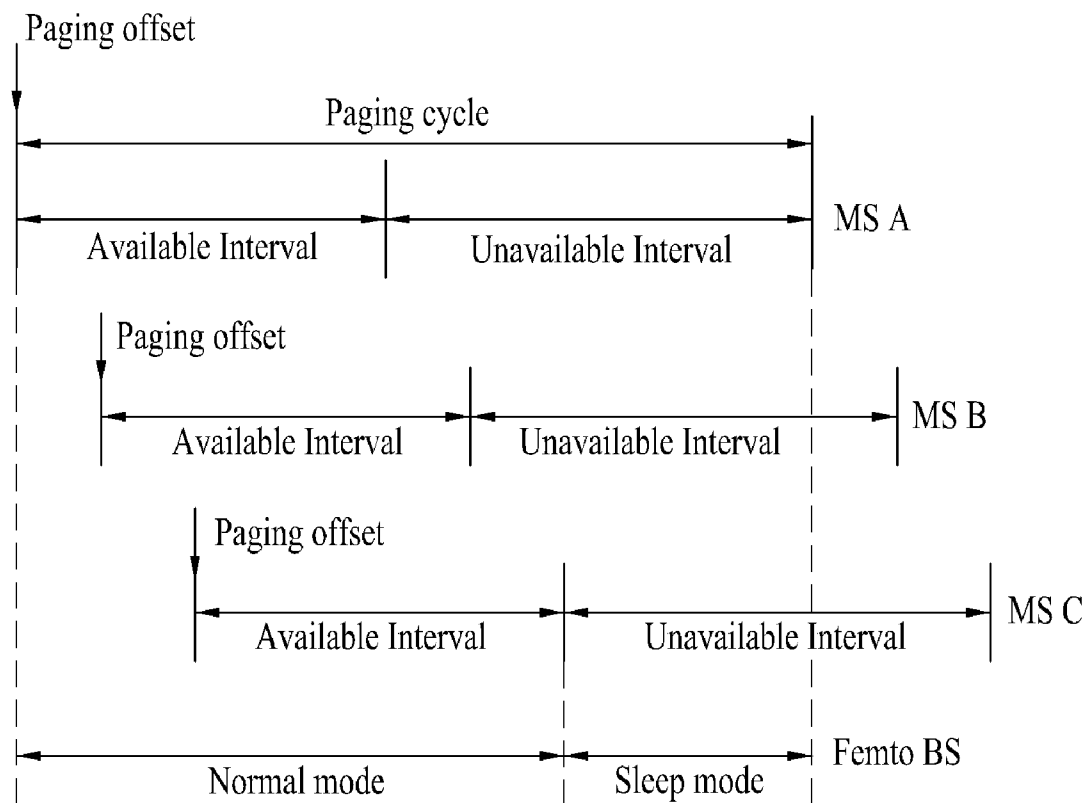 Paging offset
Paging cycle
MS A
Available Interval
Unavailable Interval
Paging offset
MS B
Available Interval
Unavailable Interval
Paging offset
MS C
Available Interval
Unavailable Interval
Femto BS
Normal mode
Sleep mode